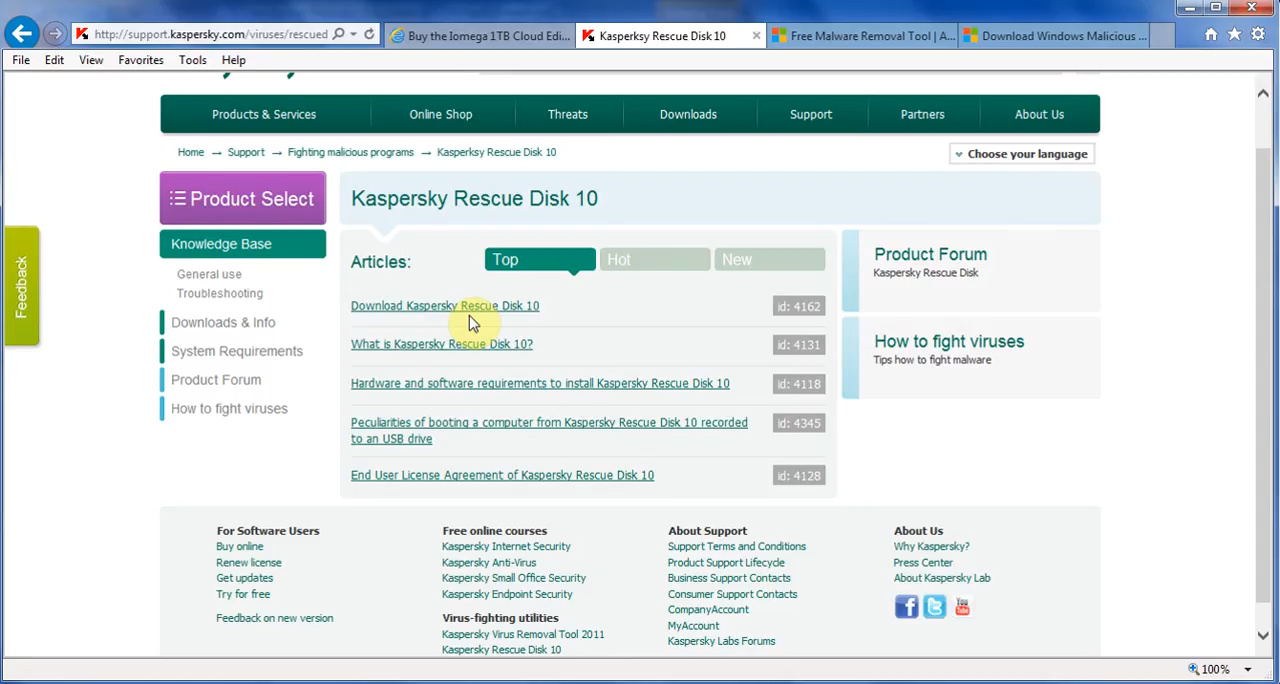 http://support.kaspersky.com/viruses/rescued
Buy the Iomega 1TB Cloud Edi...
Kasperksy Rescue Disk 10
Free Malware Removal Tool | A...
Download Windows Malicious ...
File Edit View Favorites Tools Help
Products & Services Online Shop Threats Downloads Support Partners About Us
Home → Support → Fighting malicious programs → Kasperksy Rescue Disk 10
Choose your language
Product Select
Kaspersky Rescue Disk 10
Knowledge Base
General use
Troubleshooting
Downloads & Info
System Requirements
Product Forum
How to fight viruses
Feedback
Articles: Top Hot New
Download Kaspersky Rescue Disk 10 id: 4162
What is Kaspersky Rescue Disk 10? id: 4131
Hardware and software requirements to install Kaspersky Rescue Disk 10 id: 4118
Peculiarities of booting a computer from Kaspersky Rescue Disk 10 recorded id: 4345
to an USB drive
End User License Agreement of Kaspersky Rescue Disk 10 id: 4128
Product Forum
Kaspersky Rescue Disk
How to fight viruses
Tips how to fight malware
For Software Users
Buy online
Renew license
Get updates
Try for free
Feedback on new version
Free online courses
Kaspersky Internet Security
Kaspersky Anti-Virus
Kaspersky Small Office Security
Kaspersky Endpoint Security
Virus-fighting utilities
Kaspersky Virus Removal Tool 2011
Kaspersky Rescue Disk 10
About Support
Support Terms and Conditions
Product Support Lifecycle
Business Support Contacts
Consumer Support Contacts
CompanyAccount
MyAccount
Kaspersky Labs Forums
About Us
Why Kaspersky?
Press Center
About Kaspersky Lab
You Tube
100%